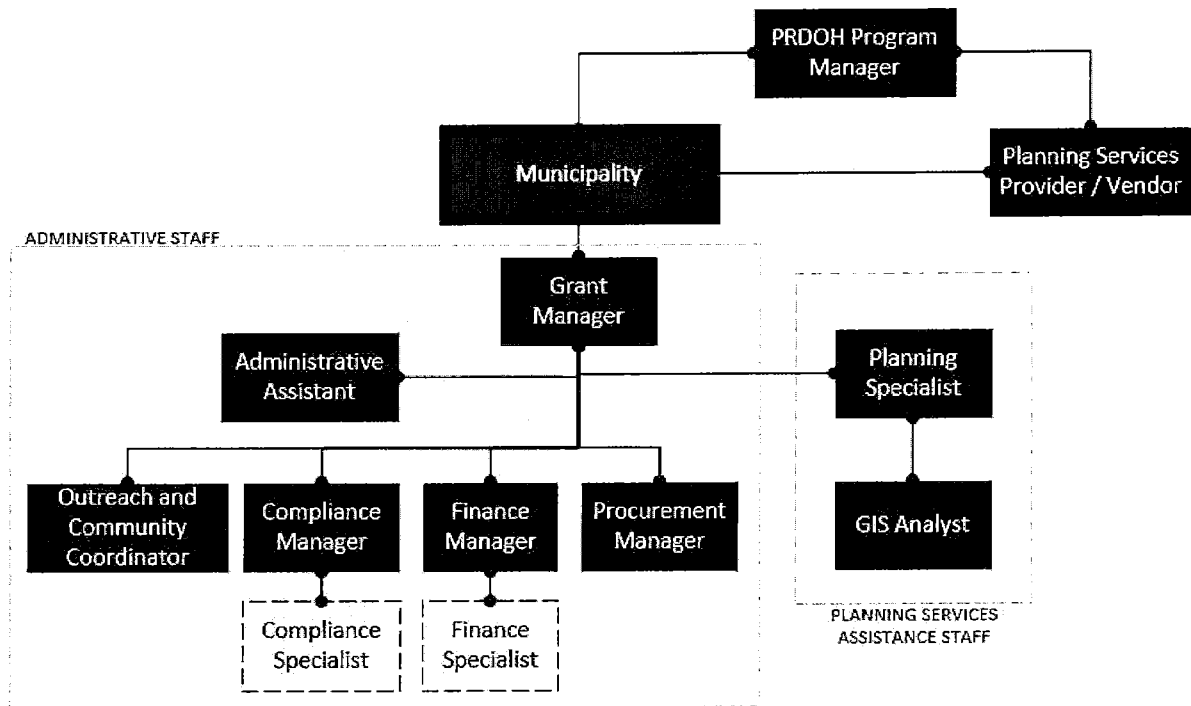 PRDOH Program
Manager
Municipality
Planning Services
Provider / Vendor
ADMINISTRATIVE STAFF
Grant
Manager
Administrative
Assistant
Planning
Specialist
Outreach and
Community
Coordinator
Compliance
Manager
Finance
Manager
Procurement
Manager
GIS Analyst
Compliance
Specialist
Finance
Specialist
PLANNING SERVICES
ASSISTANCE STAFF